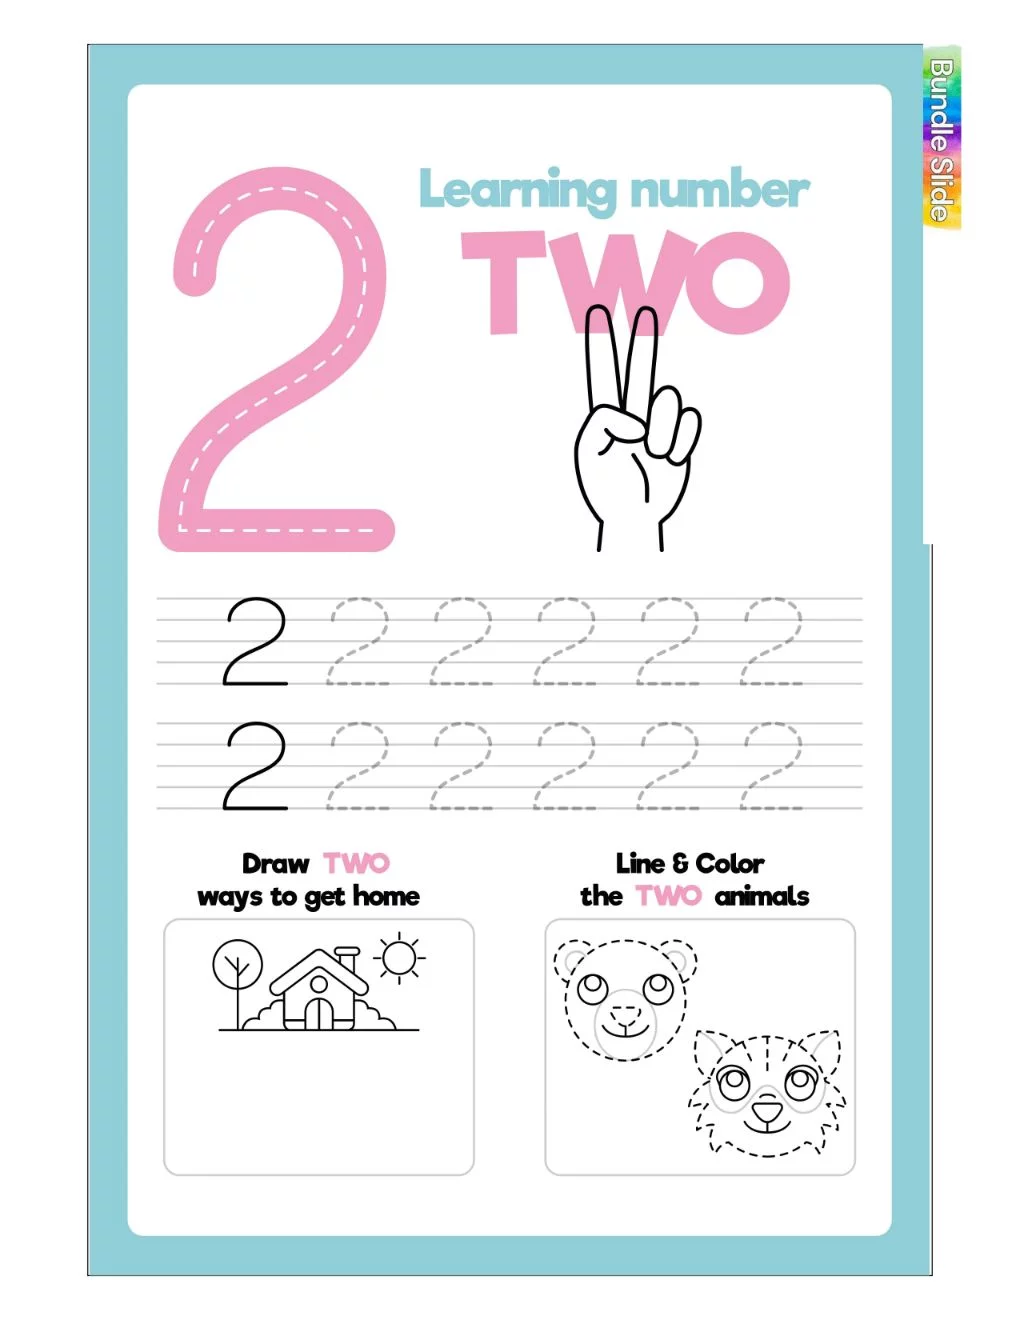 Bundle Slide
2
Learning number
TWO
2 2 2 2 2 2
2 2 2 2 2 2
Draw TWO
ways to get home
Line & Color
the TWO animals